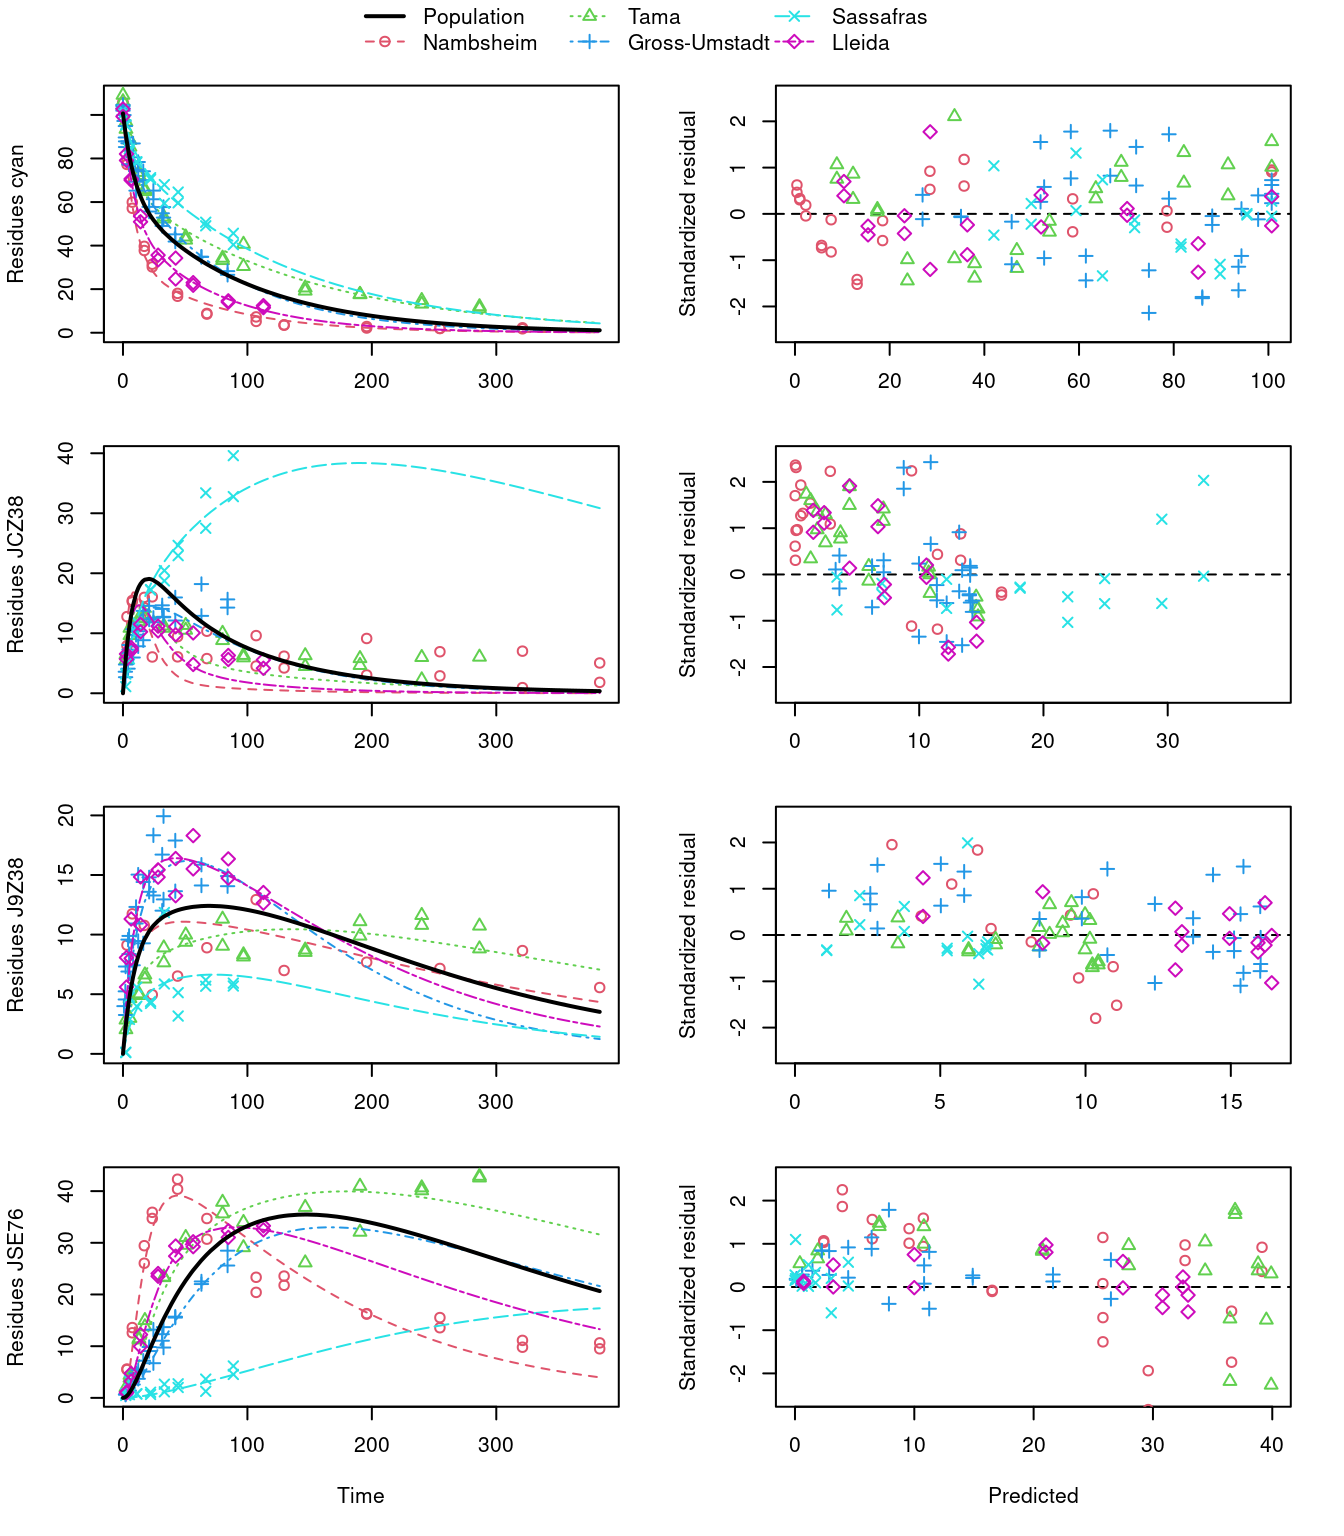 Population Tama Sassafras
Nambsheim Gross-Umstadt Lleida
Residues cyan
0 20 40 60 80
0 100 200 300
Standardized residual
-2 -1 0 1 2
0 20 40 60 80 100
Residues JCZ38
0 10 20 30 40
0 100 200 300
Standardized residual
-2 -1 0 1 2
0 10 20 30
Residues J9Z38
0 5 10 15 20
0 100 200 300
Standardized residual
-2 -1 0 1 2
0 5 10 15
Residues JSE76
0 10 20 30 40
0 100 200 300
Time
Standardized residual
-2 -1 0 1 2
0 10 20 30 40
Predicted